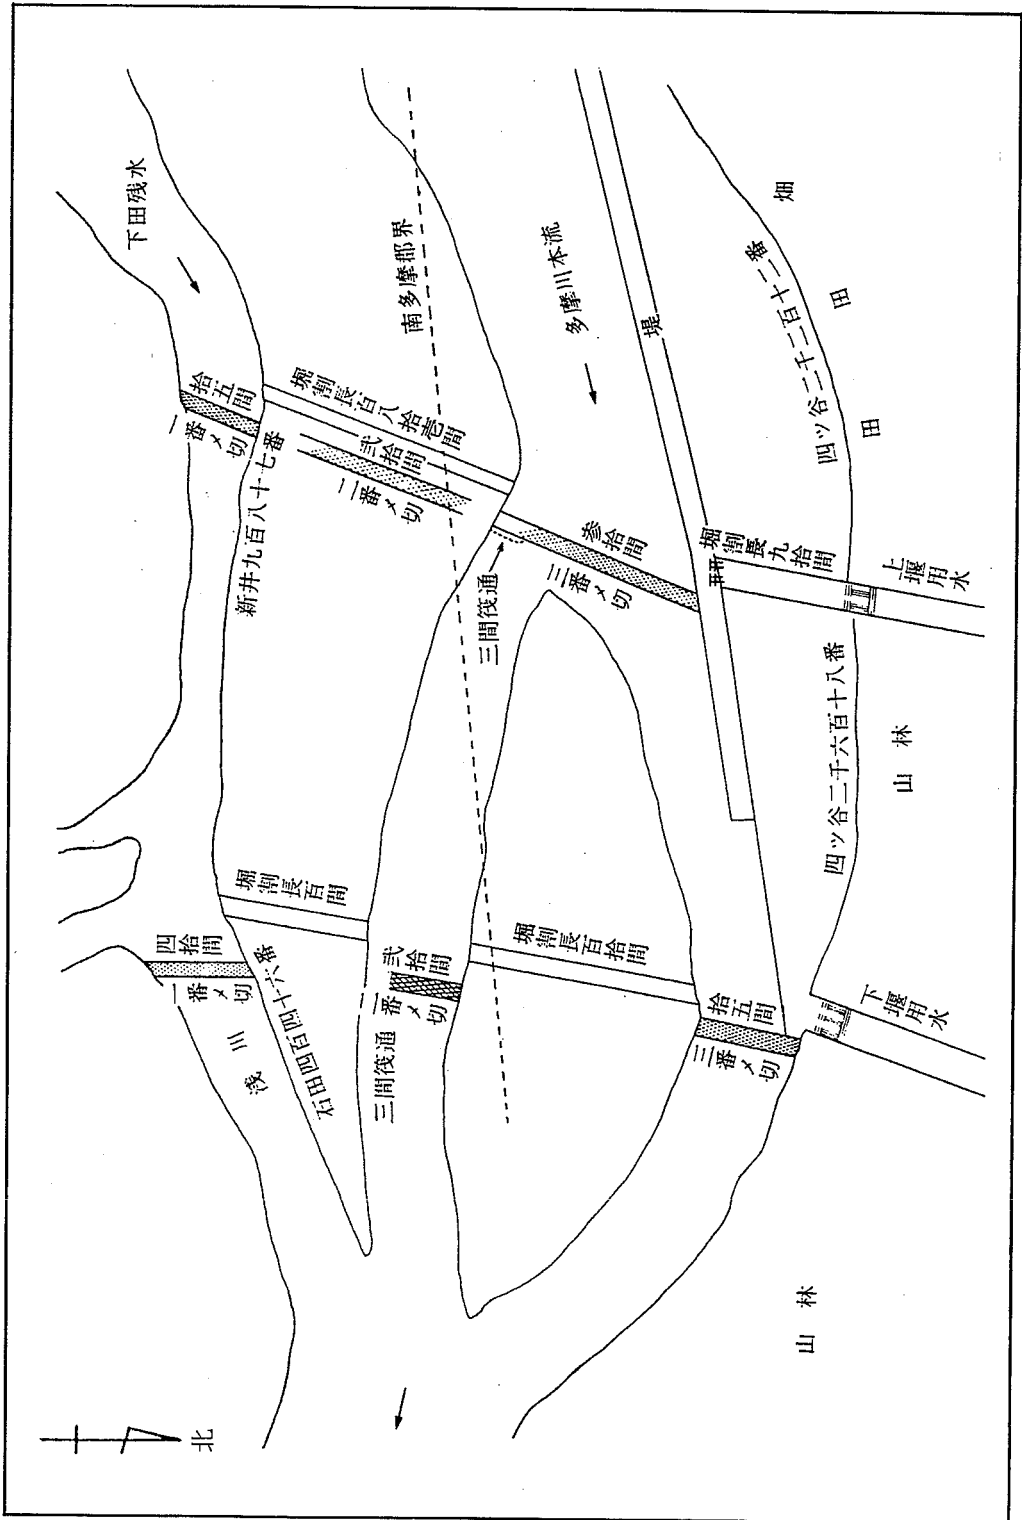 下田残水
南多摩郡界
多摩川本流
堤
畑
田
田
四ツ谷二千二百十二番
拾五間
一番〆切
堀割長百八拾壱間
弐拾間
二番〆切
新井九百八十七番
三間筏通
参拾間
三番〆切
堀割長九拾間
上堰用水
四ツ谷二千六百十八番
山林
堀割長百間
四拾間
一番〆切
浅川
石田四百四十六番
弐拾間
二番〆切
三間筏通
堀割長百拾間
拾五間
三番〆切
下堰用水
山林
北